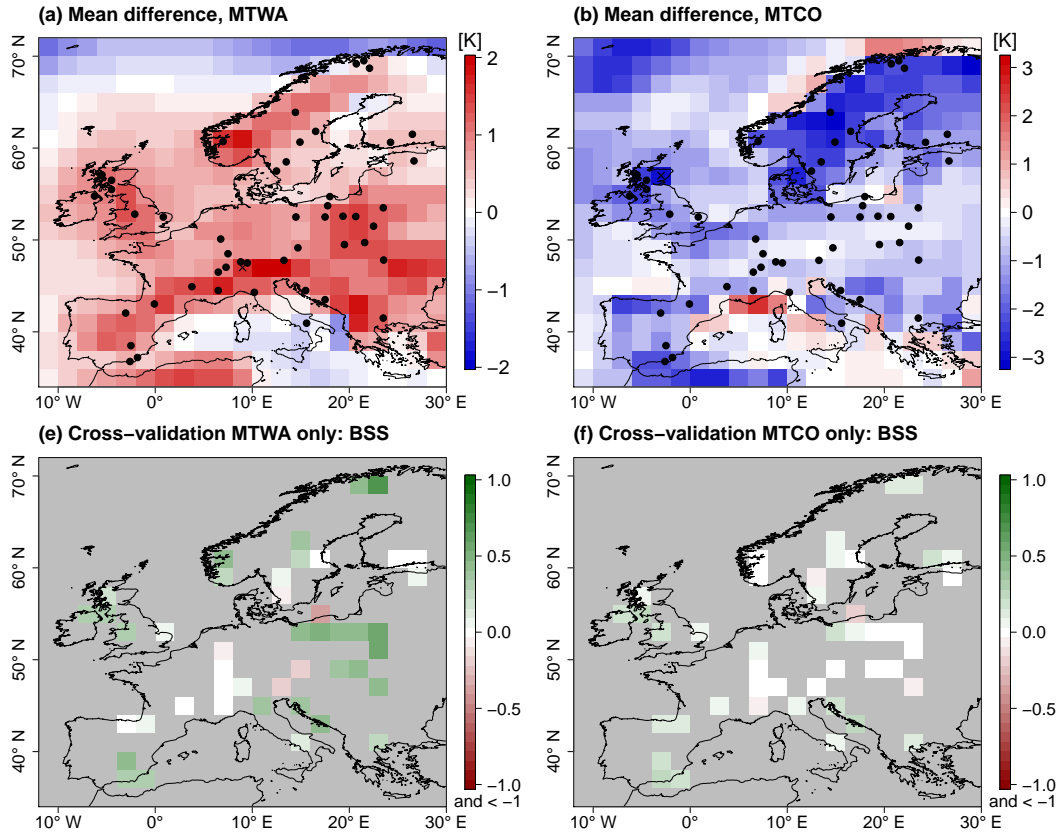 (a) Mean difference, MTWA
(b) Mean difference, MTCO
[K]
[K]
70° N
60° N
50° N
40° N
2
1
0
−1
−2
70° N
60° N
50° N
40° N
3
2
1
0
−1
−2
−3
10° W 0° 10° E 20° E 30° E
10° W 0° 10° E 20° E 30° E
(e) Cross−validation MTWA only: BSS
(f) Cross−validation MTCO only: BSS
70° N
60° N
50° N
40° N
1.0
0.5
−0.0
−0.5
−1.0
and < −1
70° N
60° N
50° N
40° N
1.0
0.5
−0.0
−0.5
−1.0
and < −1
10° W 0° 10° E 20° E 30° E
10° W 0° 10° E 20° E 30° E